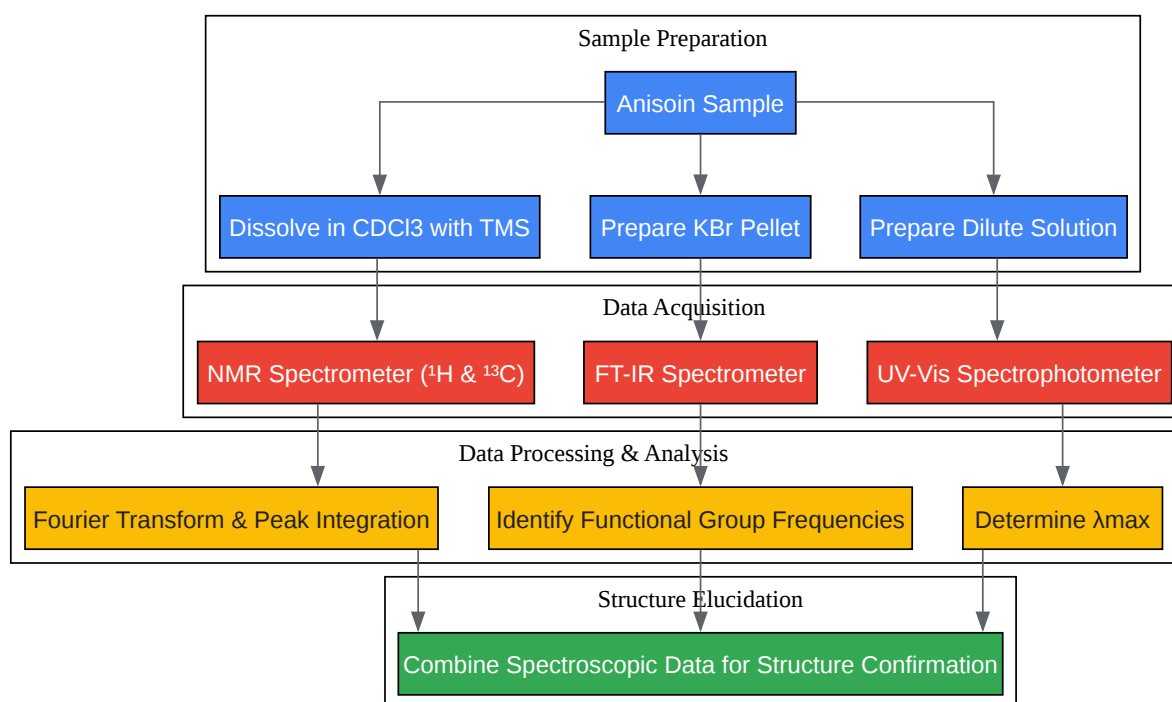 Sample Preparation
Anisoin Sample
Dissolve in CDCl3 with TMS
Prepare KBr Pellet
Prepare Dilute Solution
Data Acquisition
NMR Spectrometer (¹H & ¹³C)
FT-IR Spectrometer
UV-Vis Spectrophotometer
Data Processing & Analysis
Fourier Transform & Peak Integration
Identify Functional Group Frequencies
Determine λmax
Structure Elucidation
Combine Spectroscopic Data for Structure Confirmation